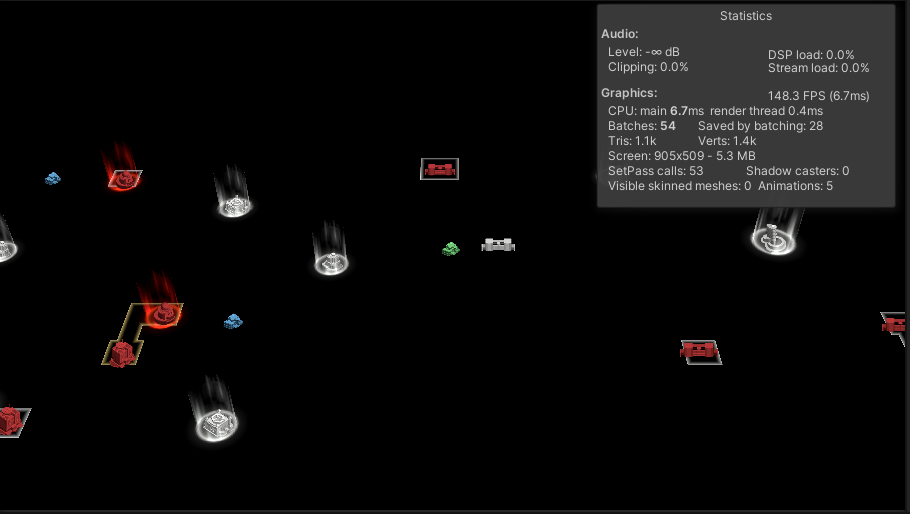 Statistics
Audio:
Level: -∞ dB DSP load: 0.0%
Clipping: 0.0% Stream load: 0.0%
Graphics: 148.3 FPS (6.7ms)
CPU: main 6.7ms render thread 0.4ms
Batches: 54 Saved by batching: 28
Tris: 1.1k Verts: 1.4k
Screen: 905x509 - 5.3 MB
SetPass calls: 53 Shadow casters: 0
Visible skinned meshes: 0 Animations: 5